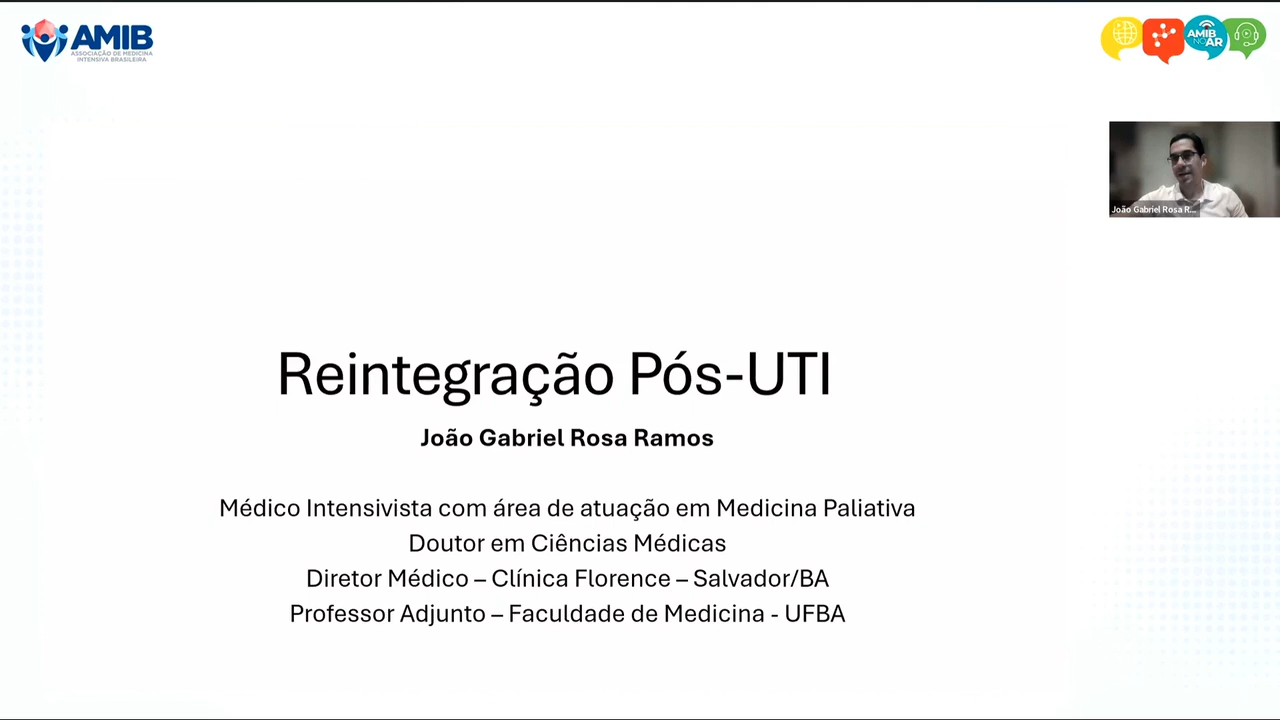 AMIB
ASSOCIAÇÃO DE MEDICINA
INTENSIVA BRASILEIRA
AMIB
NO
AR
João Gabriel Rosa R...
Reintegração Pós-UTI
João Gabriel Rosa Ramos
Médico Intensivista com área de atuação em Medicina Paliativa
Doutor em Ciências Médicas
Diretor Médico – Clínica Florence – Salvador/BA
Professor Adjunto – Faculdade de Medicina - UFBA